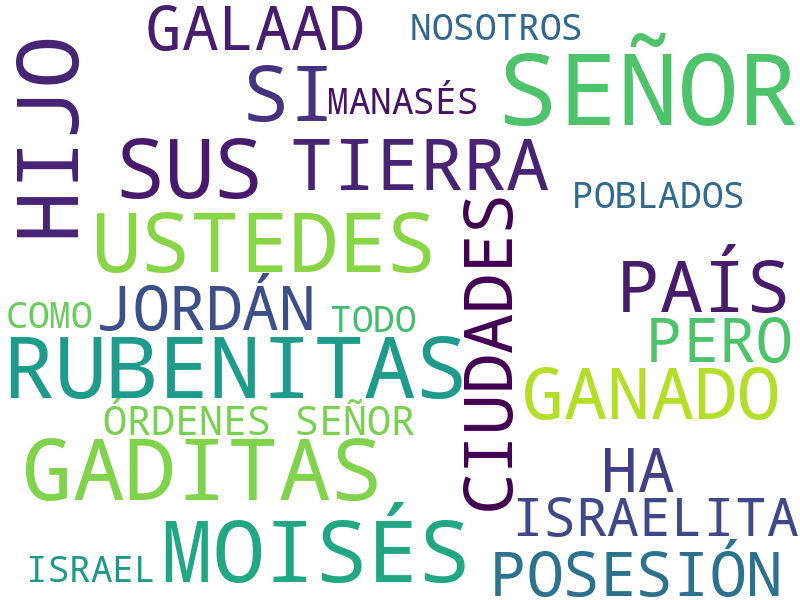 GALAAD
NOSOTROS
HIJO
SI
MANASÉS
SEÑOR
SUS
TIERRA
POBLADOS
USTEDES
CIUDADES
PAÍS
COMO
JORDÁN
TODO
PERO
RUBENITAS
GANADO
ÓRDENES SEÑOR
GADITAS
HA
ISRAELITA
MOISÉS
ISRAEL
POSESIÓN